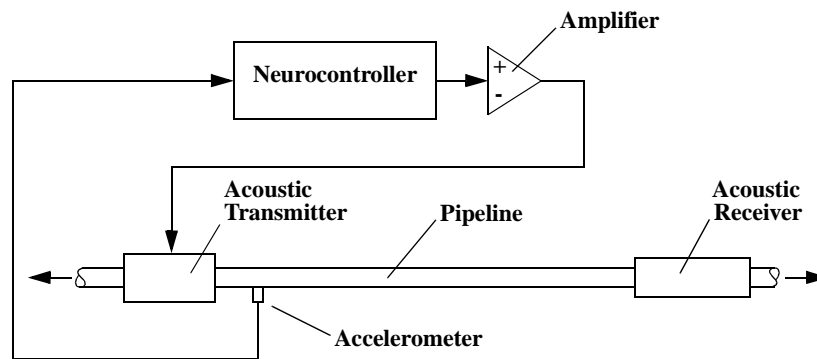 Amplifier
Neurocontroller
+
-
Acoustic
Transmitter
Pipeline
Acoustic
Receiver
Accelerometer